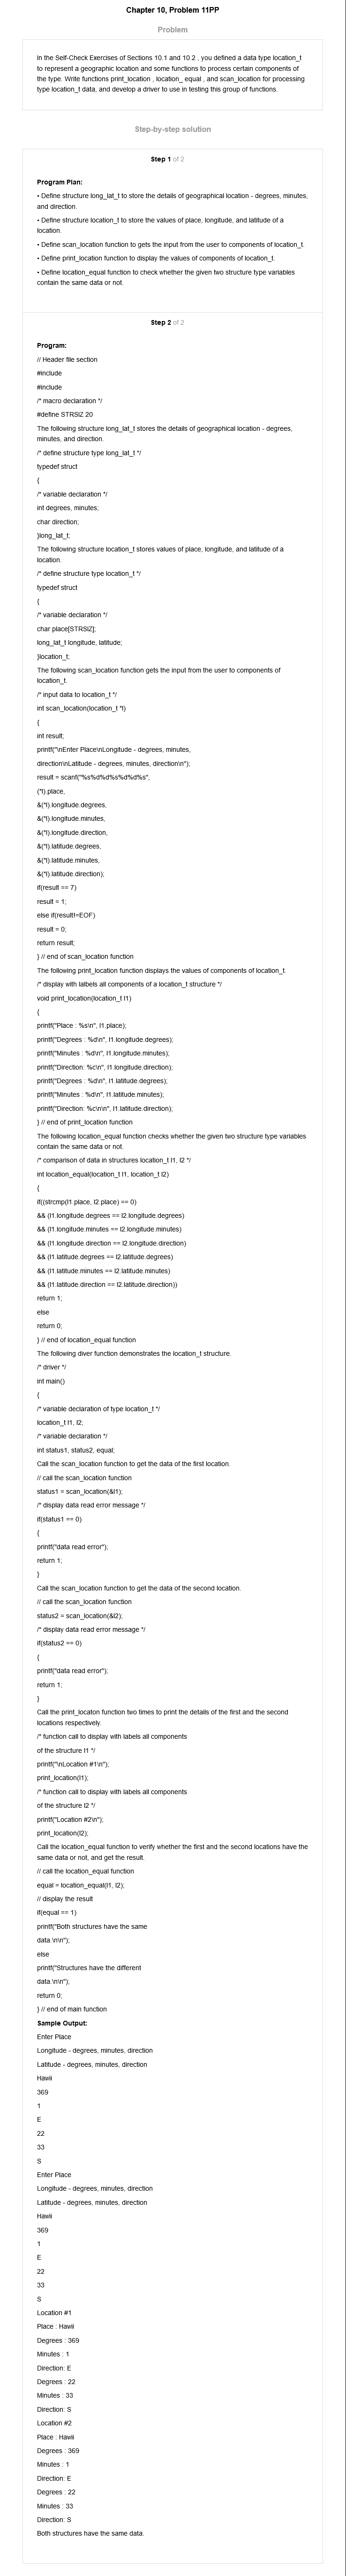 Chapter 10, Problem 11PP
Problem
In the Self-Check Exercises of Sections 10.1 and 10.2 , you defined a data type location_t
to represent a geographic location and some functions to process certain components of
the type. Write functions print_location , location_ equal , and scan_location for processing
type location_t data, and develop a driver to use in testing this group of functions.
Step-by-step solution
Step 1 of 2
Program Plan:
• Define structure long_lat_t to store the details of geographical location - degrees, minutes,
and direction.
• Define structure location_t to store the values of place, longitude, and latitude of a
location.
• Define scan_location function to gets the input from the user to components of location_t.
• Define print_location function to display the values of components of location_t.
• Define location_equal function to check whether the given two structure type variables
contain the same data or not.
Step 2 of 2
Program:
// Header file section
#include
#include
/* macro declaration */
#define STRSIZ 20
The following structure long_lat_t stores the details of geographical location - degrees,
minutes, and direction.
/* define structure type long_lat_t */
typedef struct
{
/* variable declaration */
int degrees, minutes;
char direction;
}long_lat_t;
The following structure location_t stores values of place, longitude, and latitude of a
location.
/* define structure type location_t */
typedef struct
{
/* variable declaration */
char place[STRSIZ];
long_lat_t longitude, latitude;
}location_t;
The following scan_location function gets the input from the user to components of
location_t.
/* input data to location_t */
int scan_location(location_t *l)
{
int result;
printf("\nEnter Place\nLongitude - degrees, minutes,
direction\nLatitude - degrees, minutes, direction\n");
result = scanf("%s%d%d%s%d%d%s",
(*l).place,
&(*l).longitude.degrees,
&(*l).longitude.minutes,
&(*l).longitude.direction,
&(*l).latitude.degrees,
&(*l).latitude.minutes,
&(*l).latitude.direction);
if(result == 7)
result = 1;
else if(result!=EOF)
result = 0;
return result;
} // end of scan_location function
The following print_location function displays the values of components of location_t.
/* display with lalbels all components of a location_t structure */
void print_location(location_t l1)
{
printf("Place : %s\n", l1.place);
printf("Degrees : %d\n", l1.longitude.degrees);
printf("Minutes : %d\n", l1.longitude.minutes);
printf("Direction: %c\n", l1.longitude.direction);
printf("Degrees : %d\n", l1.latitude.degrees);
printf("Minutes : %d\n", l1.latitude.minutes);
printf("Direction: %c\n\n", l1.latitude.direction);
} // end of print_location function
The following location_equal function checks whether the given two structure type variables
contain the same data or not.
/* comparison of data in structures location_t l1, l2 */
int location_equal(location_t l1, location_t l2)
{
if((strcmp(l1.place, l2.place) == 0)
&& (l1.longitude.degrees == l2.longitude.degrees)
&& (l1.longitude.minutes == l2.longitude.minutes)
&& (l1.longitude.direction == l2.longitude.direction)
&& (l1.latitude.degrees == l2.latitude.degrees)
&& (l1.latitude.minutes == l2.latitude.minutes)
&& (l1.latitude.direction == l2.latitude.direction))
return 1;
else
return 0;
} // end of location_equal function
The following diver function demonstrates the location_t structure.
/* driver */
int main()
{
/* variable declaration of type location_t */
location_t l1, l2;
/* variable declaration */
int status1, status2, equal;
Call the scan_location function to get the data of the first location.
// call the scan_location function
status1 = scan_location(&l1);
/* display data read error message */
if(status1 == 0)
{
printf("data read error");
return 1;
}
Call the scan_location function to get the data of the second location.
// call the scan_location function
status2 = scan_location(&l2);
/* display data read error message */
if(status2 == 0)
{
printf("data read error");
return 1;
}
Call the print_locaton function two times to print the details of the first and the second
locations respectively.
/* function call to display with labels all components
of the structure l1 */
printf("\nLocation #1\n");
print_location(l1);
/* function call to display with labels all components
of the structure l2 */
printf("Location #2\n");
print_location(l2);
Call the location_equal function to verify whether the first and the second locations have the
same data or not, and get the result.
// call the location_equal function
equal = location_equal(l1, l2);
// display the result
if(equal == 1)
printf("Both structures have the same
data.\n\n");
else
printf("Structures have the different
data.\n\n");
return 0;
} // end of main function
Sample Output:
Enter Place
Longitude - degrees, minutes, direction
Latitude - degrees, minutes, direction
Hawii
369
1
E
22
33
S
Enter Place
Longitude - degrees, minutes, direction
Latitude - degrees, minutes, direction
Hawii
369
1
E
22
33
S
Location #1
Place : Hawii
Degrees : 369
Minutes : 1
Direction: E
Degrees : 22
Minutes : 33
Direction: S
Location #2
Place : Hawii
Degrees : 369
Minutes : 1
Direction: E
Degrees : 22
Minutes : 33
Direction: S
Both structures have the same data.